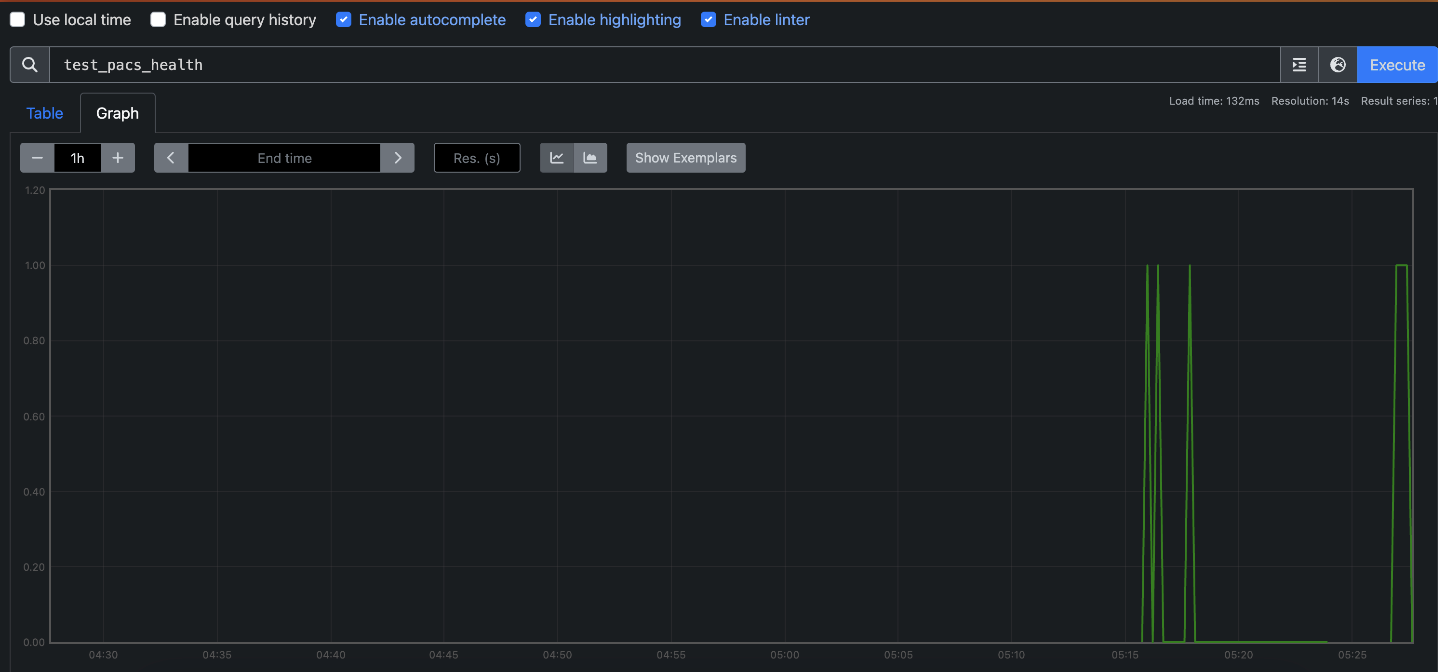 Use local time Enable query history Enable autocomplete Enable highlighting Enable linter
test_pacs_health Execute
Load time: 132ms Resolution: 14s Result series: 1
Table Graph
1h End time Res. (s) Show Exemplars
1.20
1.00
0.80
0.60
0.40
0.20
0.00
04:30 04:35 04:40 04:45 04:50 04:55 05:00 05:05 05:10 05:15 05:20 05:25